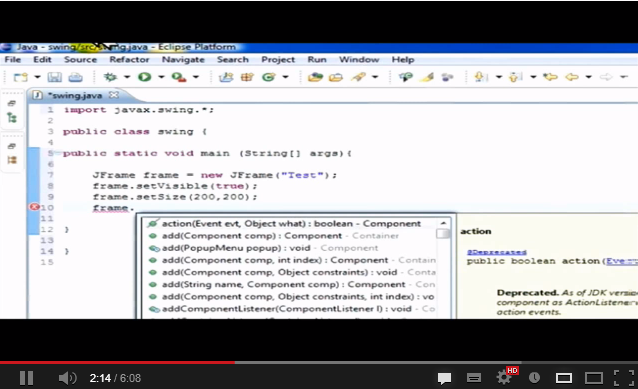 Java - swing/src/swing.java - Eclipse Platform
File Edit Source Refactor Navigate Search Project Run Window Help
*swing.java
1 import javax.swing.*;
2
3 public class swing {
4
5 public static void main (String[] args){
6
7 JFrame frame = new JFrame("Test");
8 frame.setVisible(true);
9 frame.setSize(200,200);
10 frame.
11
12 }
13
14 }
15
action(Event evt, Object what) : boolean - Component
add(Component comp) : Component - Container
add(PopupMenu popup) : void - Component
add(Component comp, int index) : Component - Contain
add(Component comp, Object constraints) : void - Conta
add(String name, Component comp) : Component - Conta
add(Component comp, Object constraints, int index) : vo
addComponentListener(ComponentListener l) : void - Com
action
@Deprecated
public boolean action(Even
Deprecated. As of JDK version
component as ActionListener
action events.
2:14 / 6:08
HD